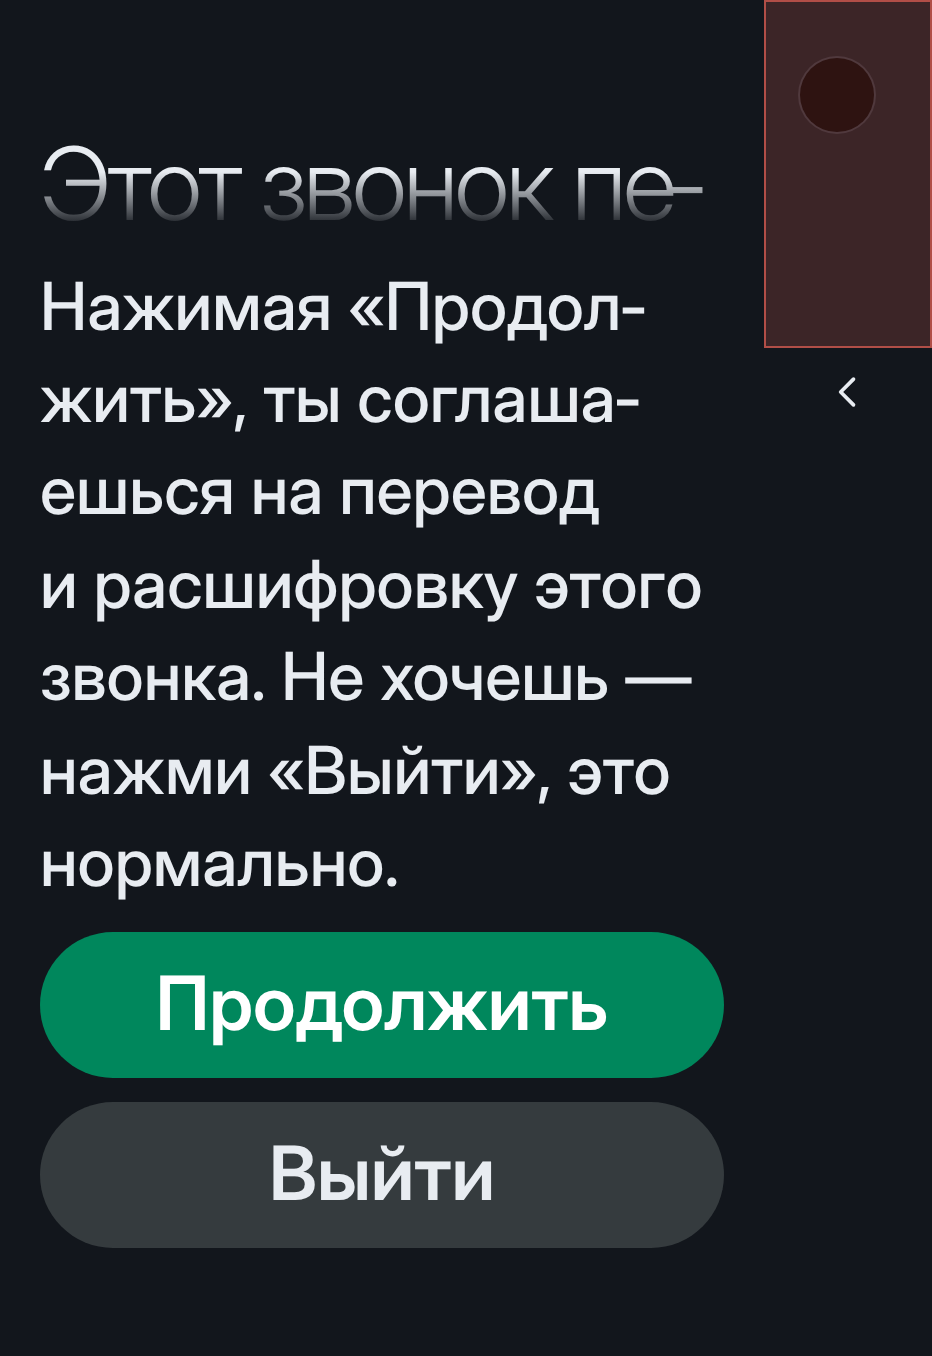 Этот звонок пе-
Нажимая «Продол-
жить», ты соглаша-
ешься на перевод
и расшифровку этого
звонка. Не хочешь —
нажми «Выйти», это
нормально.
Продолжить
Выйти